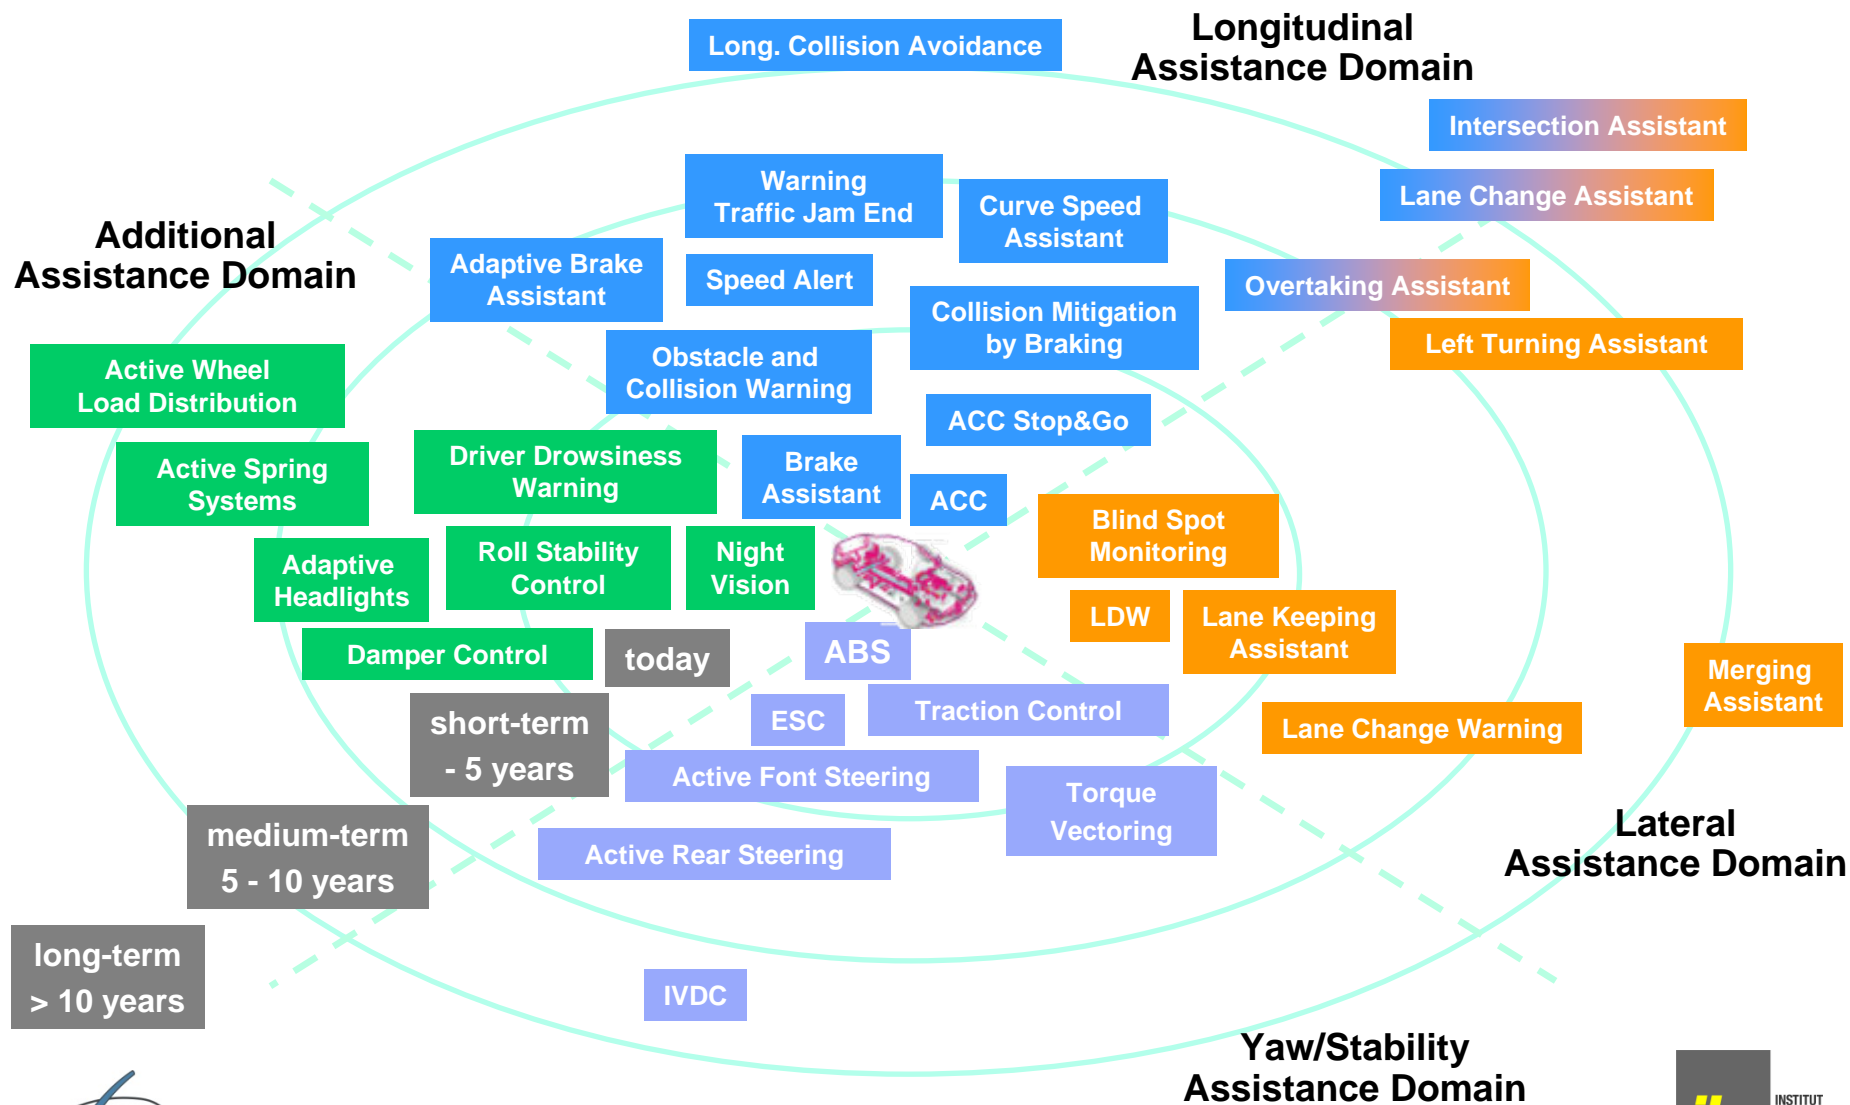 Longitudinal
Assistance Domain
Long. Collision Avoidance
Intersection Assistant
Lane Change Assistant
Warning
Traffic Jam End
Curve Speed
Assistant
Additional
Assistance Domain
Adaptive Brake
Assistant
Speed Alert
Overtaking Assistant
Collision Mitigation
by Braking
Left Turning Assistant
Obstacle and
Collision Warning
Active Wheel
Load Distribution
ACC Stop&Go
Driver Drowsiness
Warning
Brake
Assistant
Active Spring
Systems
ACC
Blind Spot
Monitoring
Adaptive
Headlights
Roll Stability
Control
Night
Vision
LDW
Lane Keeping
Assistant
Damper Control
today
ABS
Merging
Assistant
short-term
- 5 years
ESC
Traction Control
Lane Change Warning
Active Font Steering
Torque
Vectoring
medium-term
5 - 10 years
Active Rear Steering
Lateral
Assistance Domain
long-term
> 10 years
IVDC
Yaw/Stability
Assistance Domain
INSTITUT